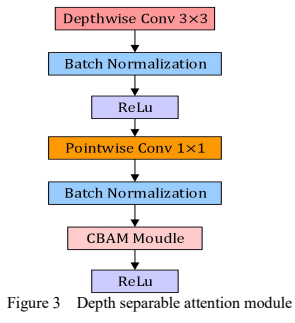 Depthwise Conv 3×3
Batch Normalization
ReLu
Pointwise Conv 1×1
Batch Normalization
CBAM Moudle
ReLu
Figure 3 Depth separable attention module